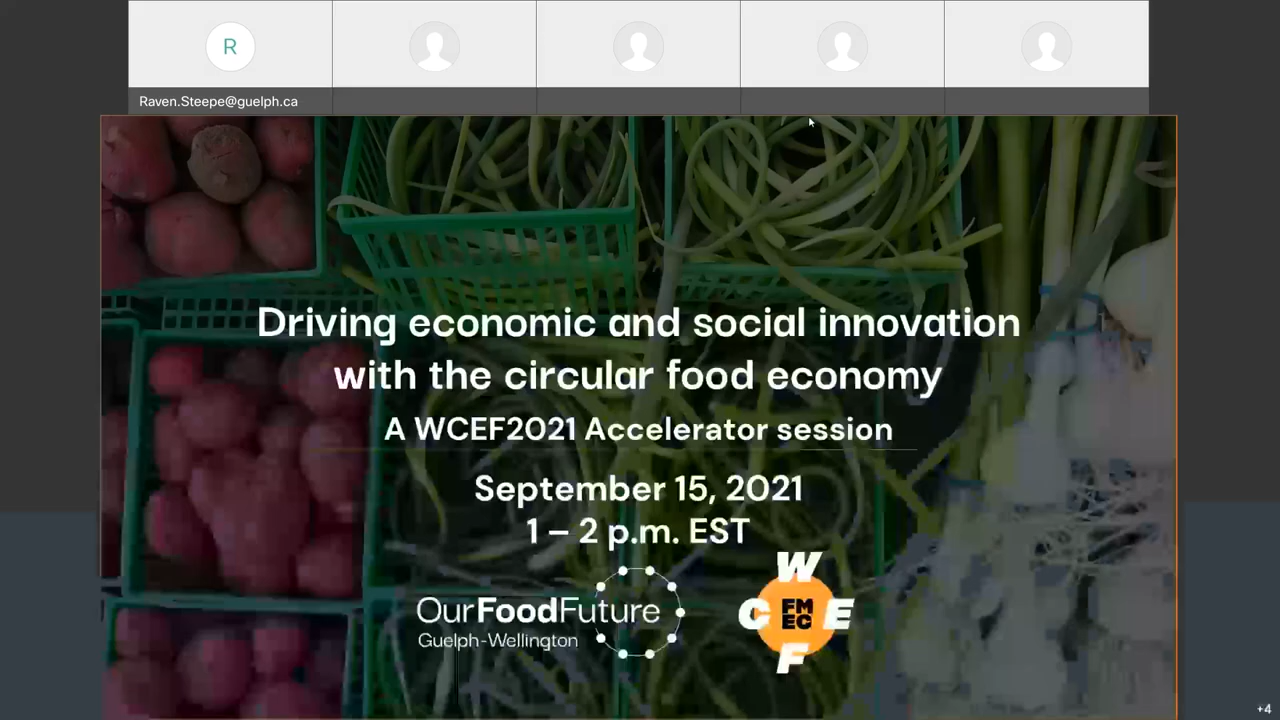 R
Raven.Steepe@guelph.ca
Driving economic and social innovation
with the circular food economy
A WCEF2021 Accelerator session
September 15, 2021
1 – 2 p.m. EST
OurFoodFuture
Guelph-Wellington
W
C FM E
EC
F
+4